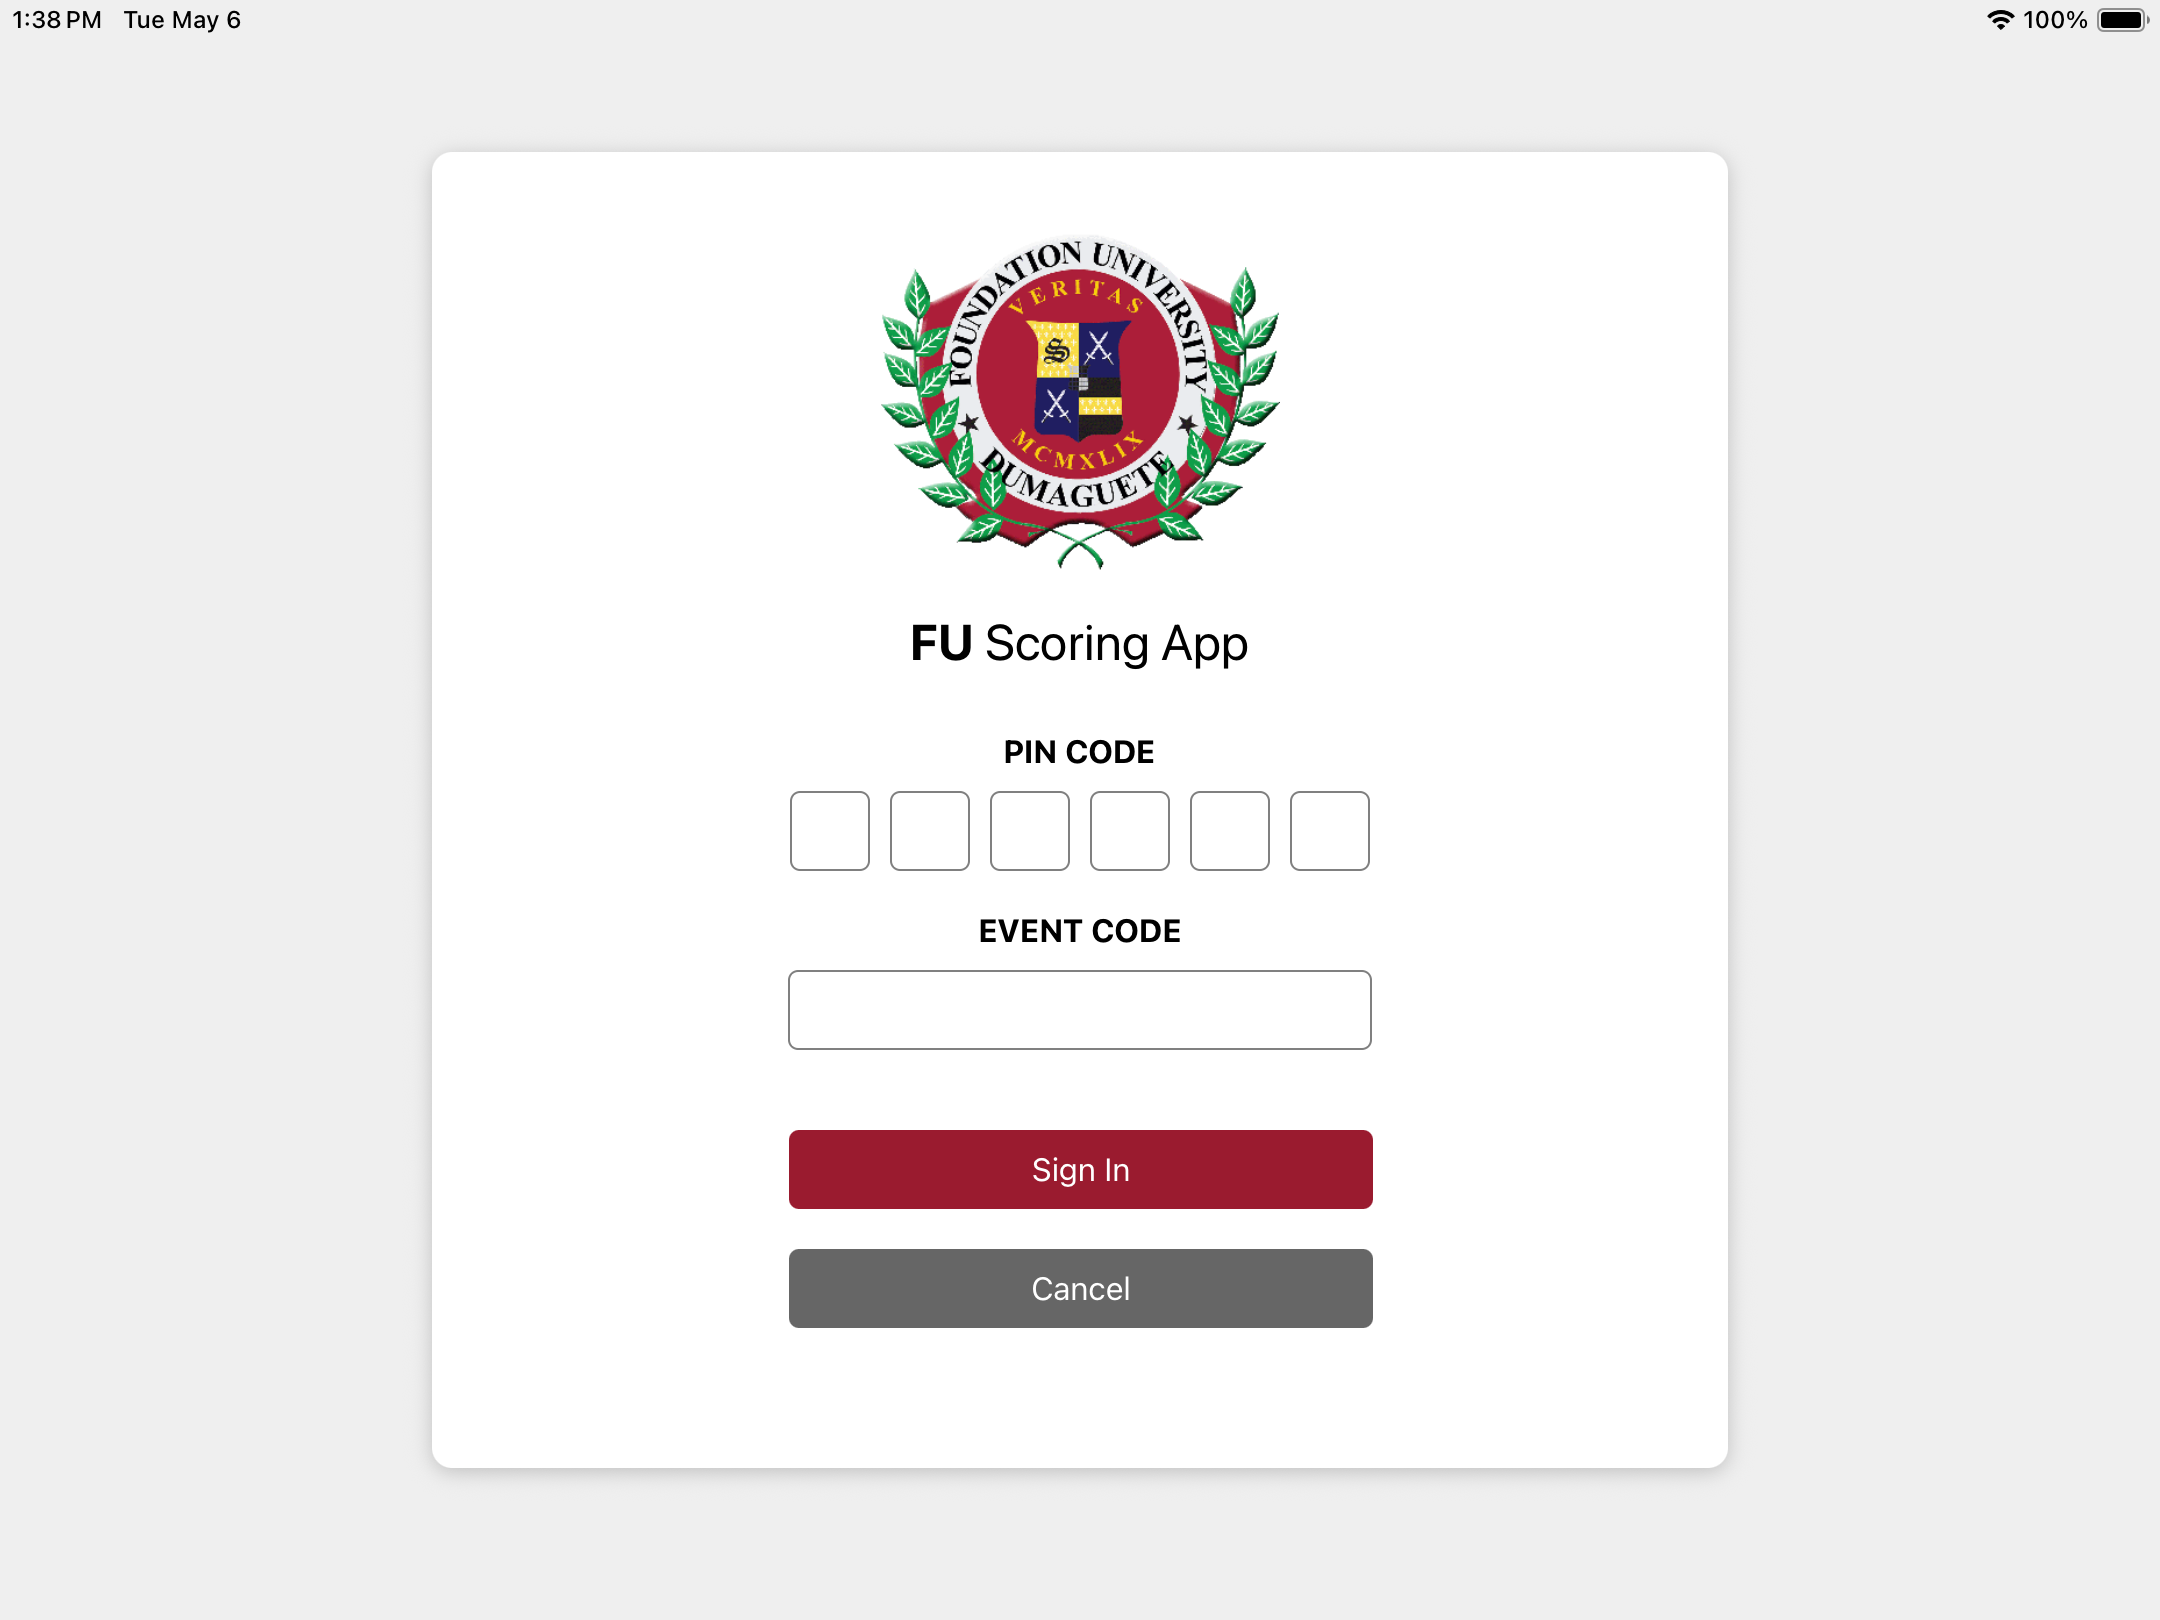 1:38 PM Tue May 6
100%
FOUNDATION UNIVERSITY
VERITAS
S
MCMXLIX
DUMAGUETE
FU Scoring App
PIN CODE
EVENT CODE
Sign In
Cancel